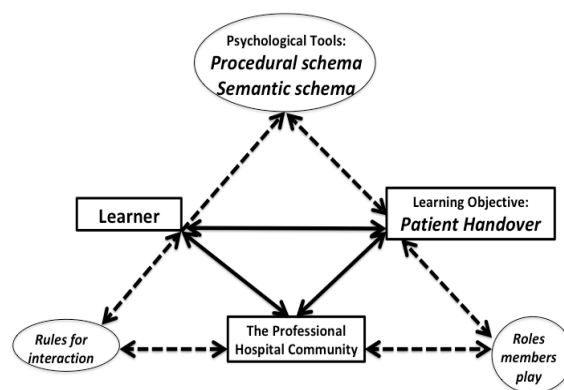 Psychological Tools:
Procedural schema
Semantic schema
Learner
Learning Objective:
Patient Handover
Rules for
interaction
The Professional
Hospital Community
Roles
members
play